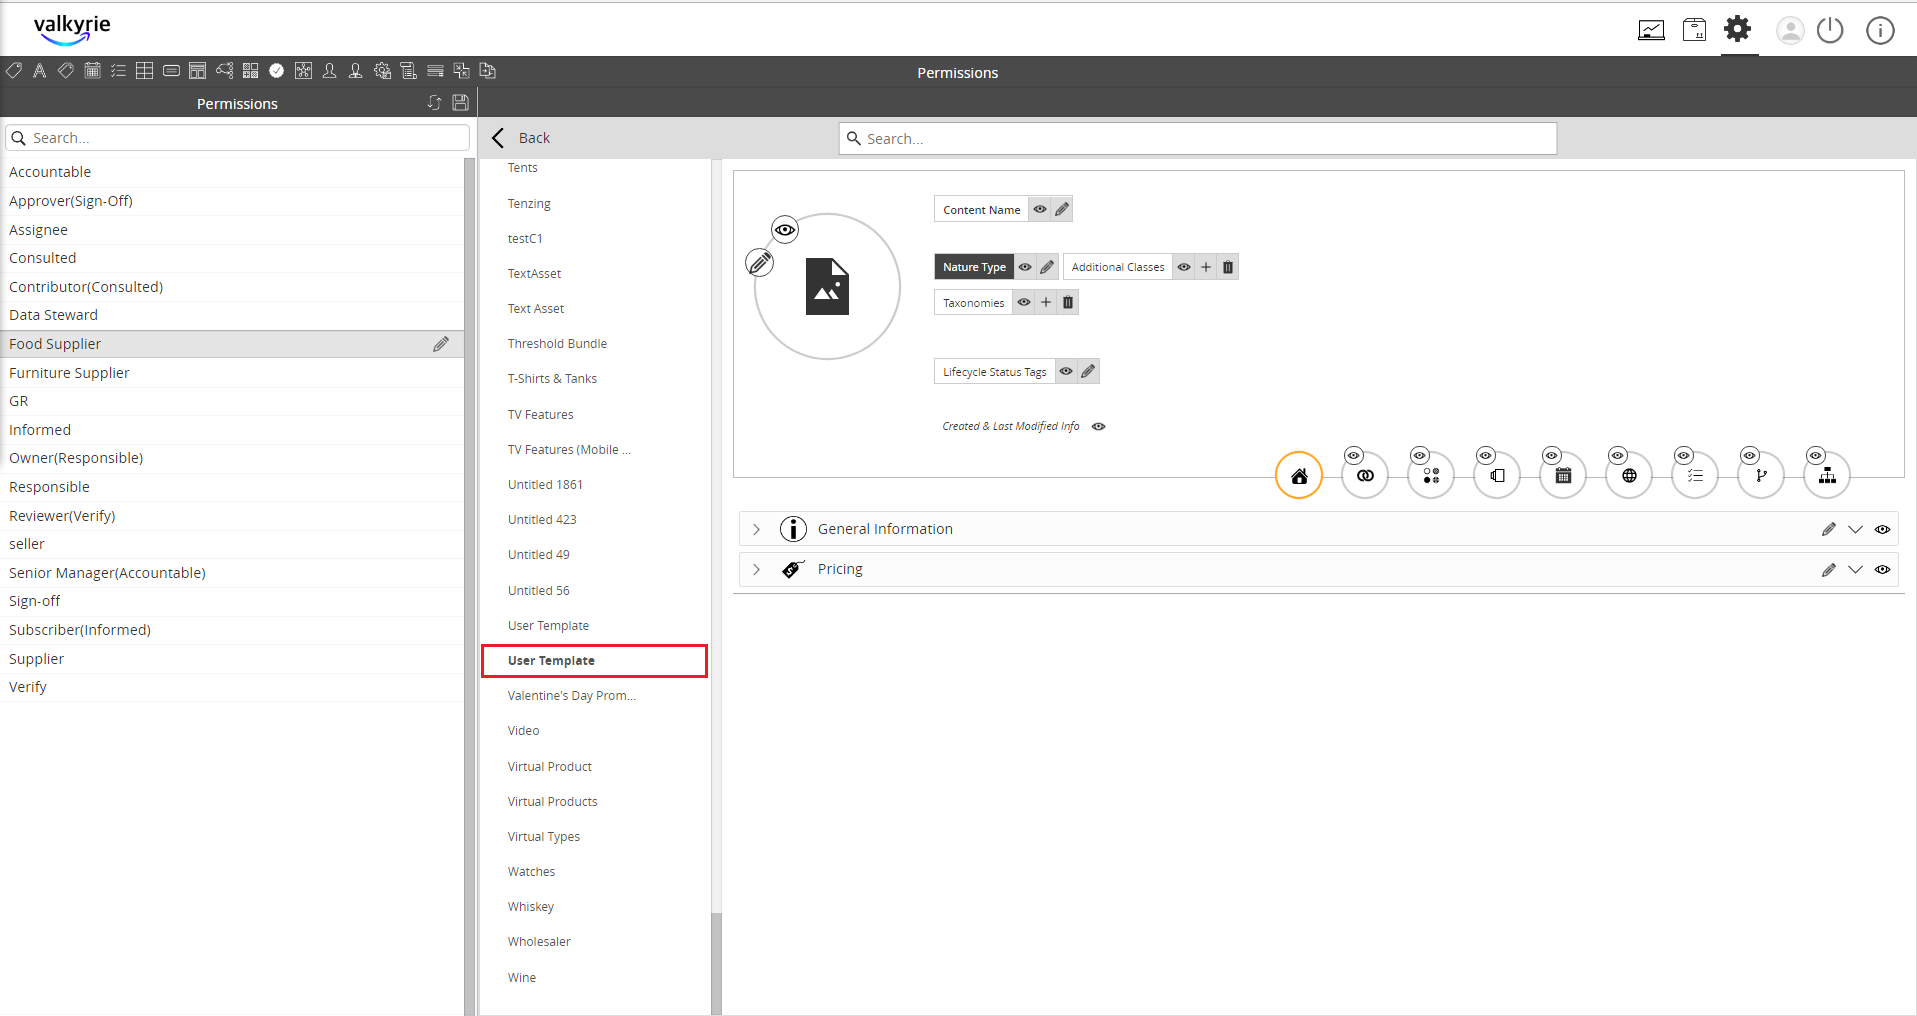 valkyrie
Permissions
Permissions
Search...
Accountable
Approver(Sign-Off)
Assignee
Consulted
Contributor(Consulted)
Data Steward
Food Supplier
Furniture Supplier
GR
Informed
Owner(Responsible)
Responsible
Reviewer(Verify)
seller
Senior Manager(Accountable)
Sign-off
Subscriber(Informed)
Supplier
Verify
Back
Search...
Tents
Tenzing
testC1
TextAsset
Text Asset
Threshold Bundle
T-Shirts & Tanks
TV Features
TV Features (Mobile ...
Untitled 1861
Untitled 423
Untitled 49
Untitled 56
User Template
User Template
Valentine's Day Prom...
Video
Virtual Product
Virtual Products
Virtual Types
Watches
Whiskey
Wholesaler
Wine
Content Name
Nature Type
Additional Classes
Taxonomies
Lifecycle Status Tags
Created & Last Modified Info
General Information
Pricing